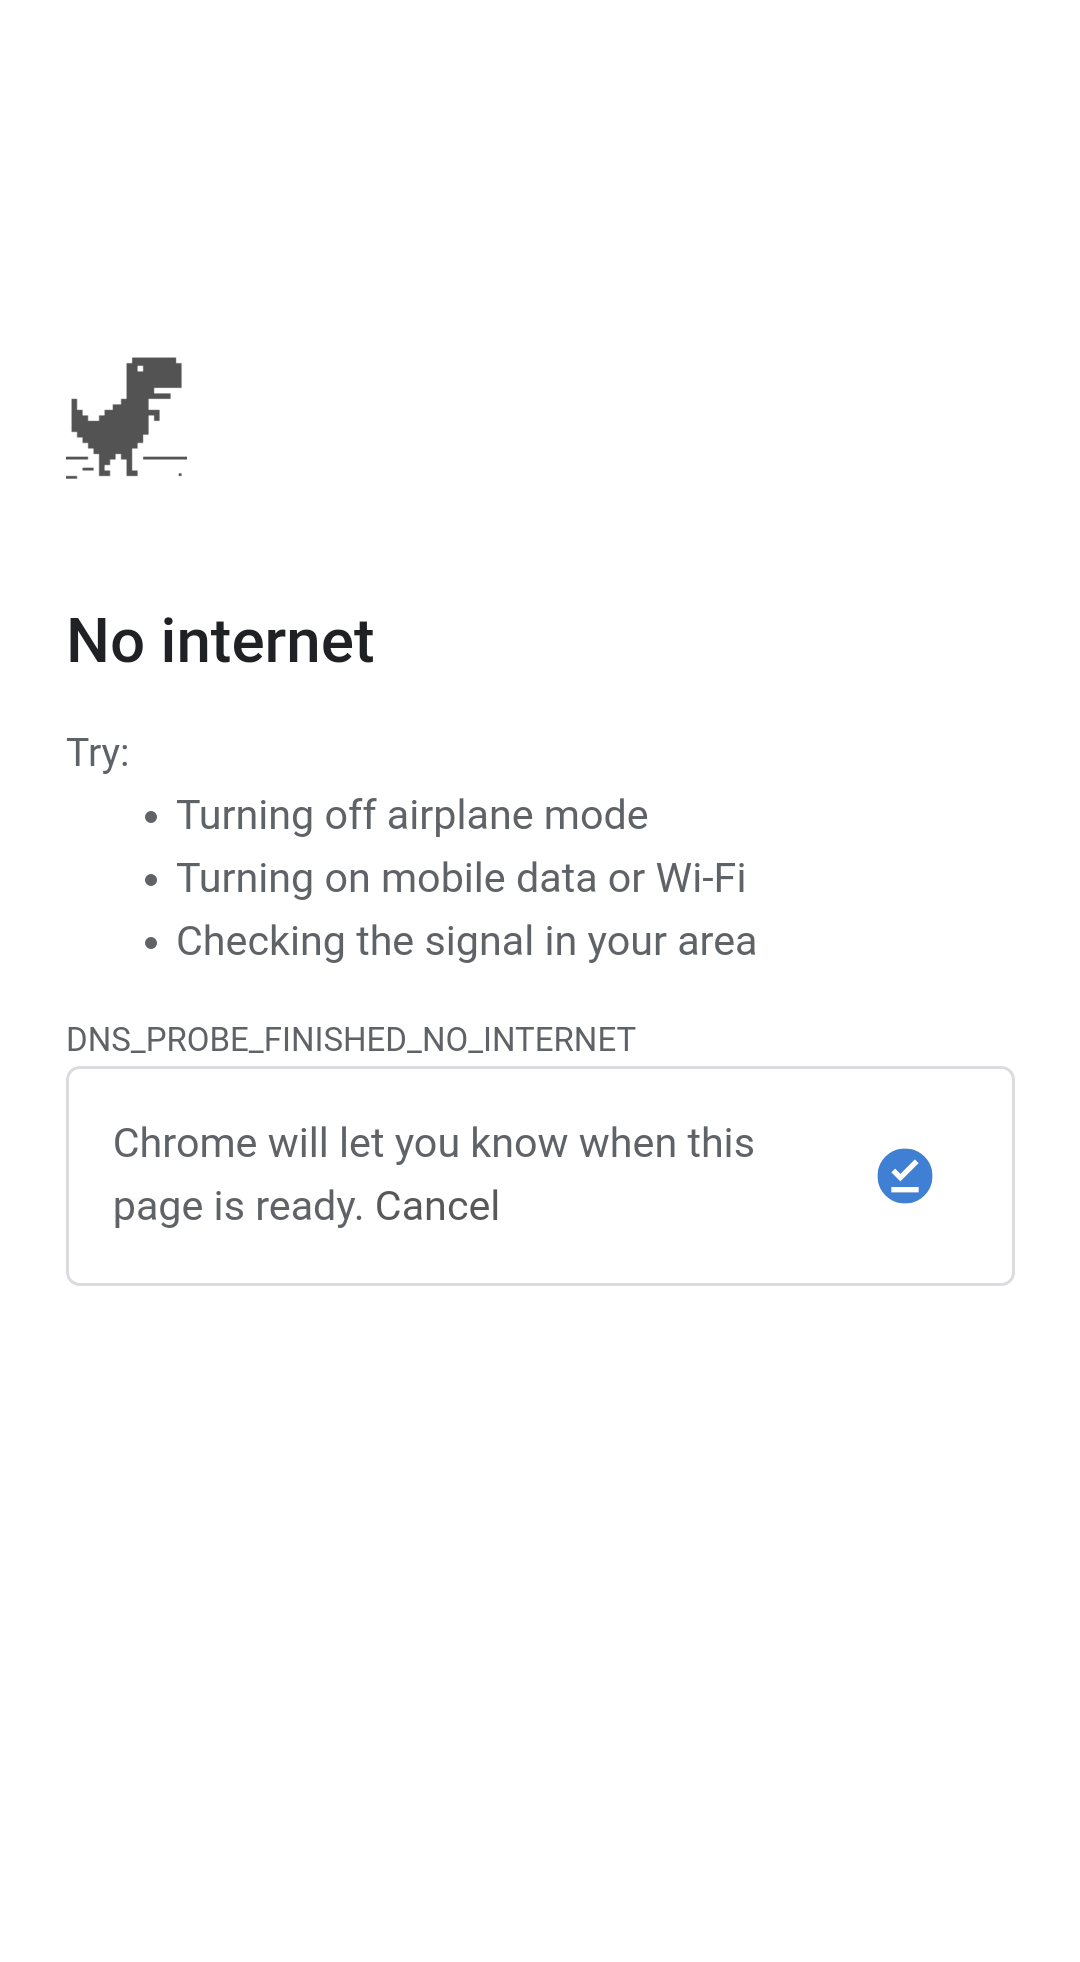 No internet
Try:
• Turning off airplane mode
• Turning on mobile data or Wi-Fi
• Checking the signal in your area
DNS_PROBE_FINISHED_NO_INTERNET
Chrome will let you know when this
page is ready. Cancel